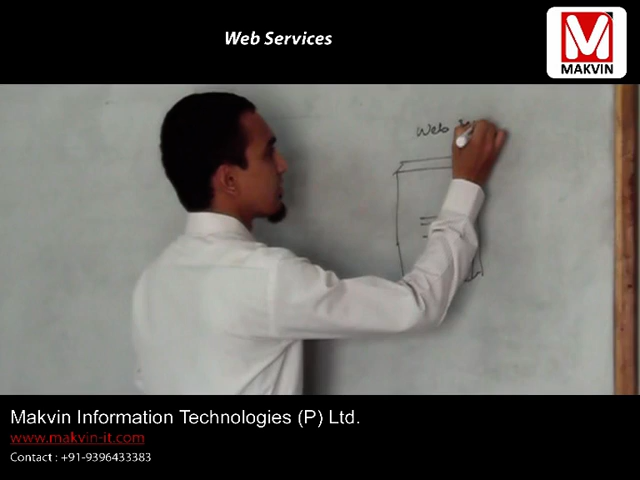 Web Services
M
MAKVIN
Web
Makvin Information Technologies (P) Ltd.
www.makvin-it.com
Contact : +91-9396433383